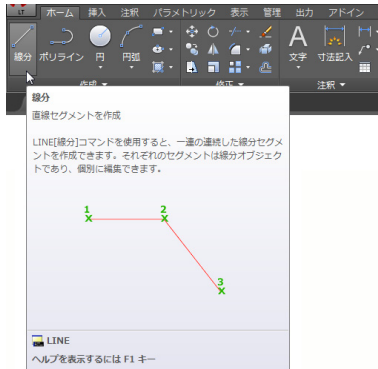 LT
ホーム 挿入 注釈 パラメトリック 表示 管理 出力 アドイン
線分 ポリライン 円 円弧 文字 寸法記入
作成 修正 注釈
線分
直線セグメントを作成
LINE[線分]コマンドを使用すると、一連の連続した線分セグメ
ントを作成できます。それぞれのセグメントは線分オブジェク
トであり、個別に編集できます。
1 2
3
LINE
ヘルプを表示するには F1 キー